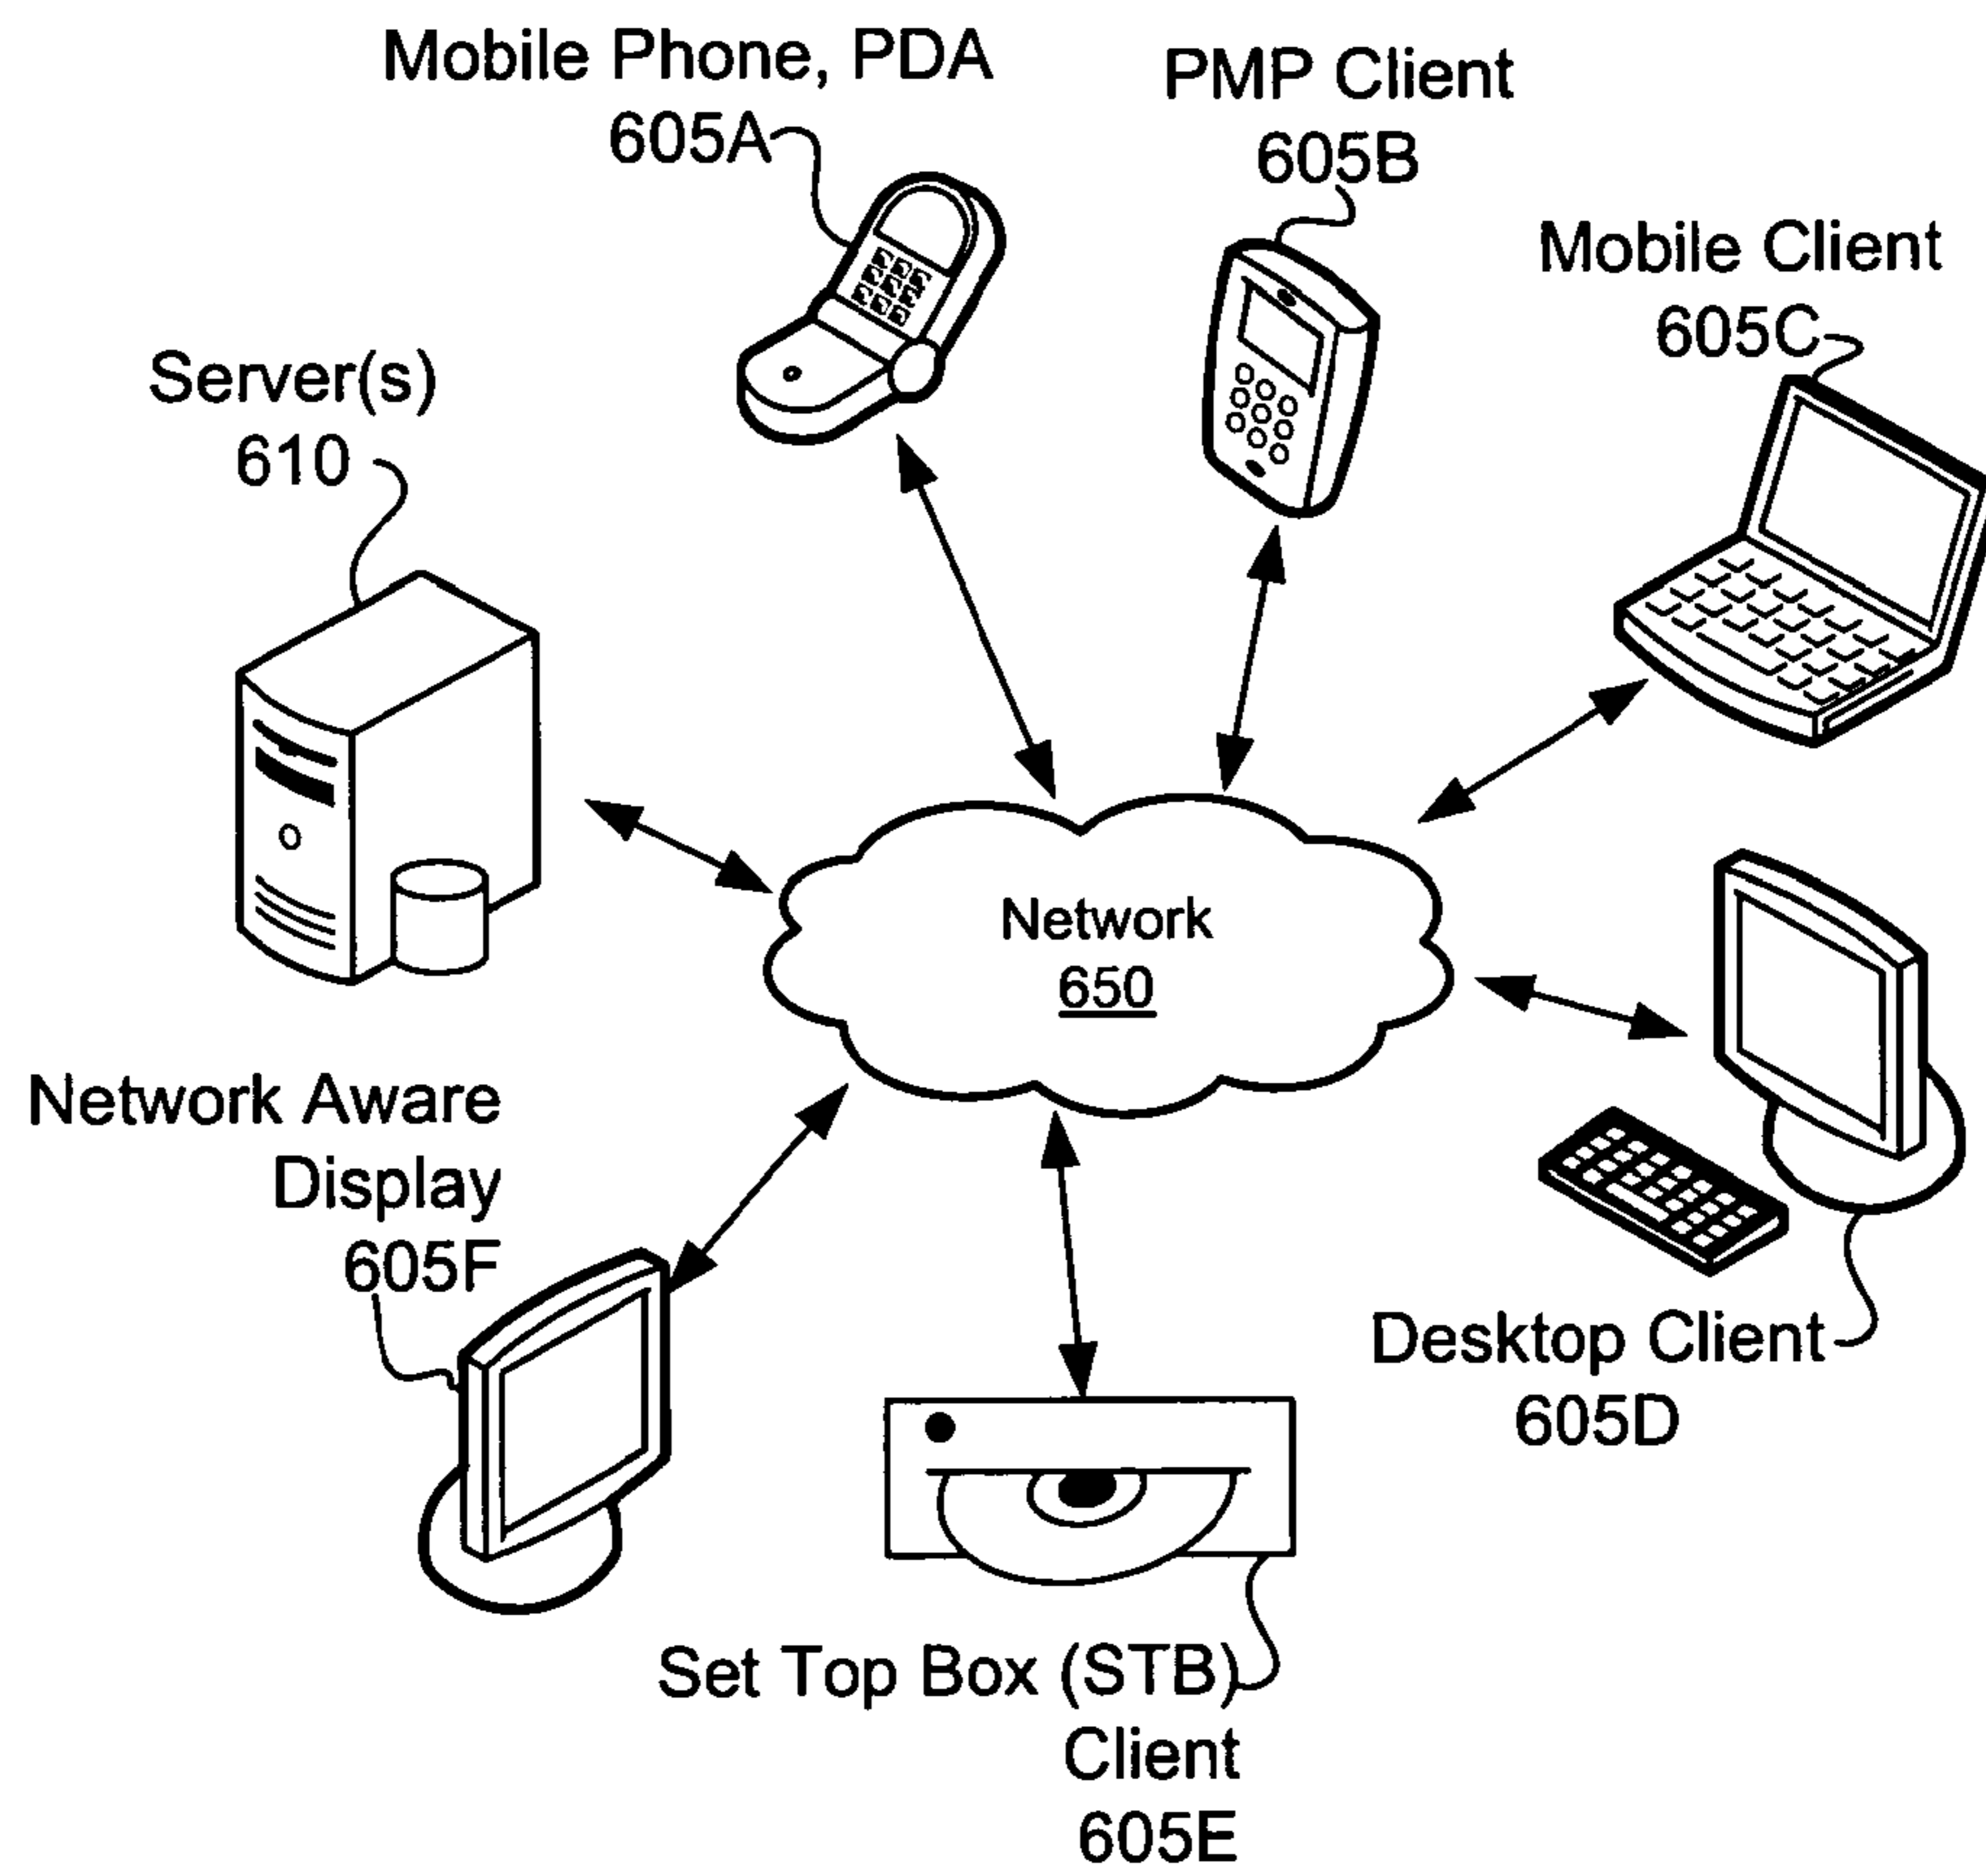 Mobile Phone, PDA
605A
PMP Client
605B
Mobile Client
605C
Server(s)
610
Network
650
Network Aware
Display
605F
Desktop Client
605D
Set Top Box (STB)
Client
605E